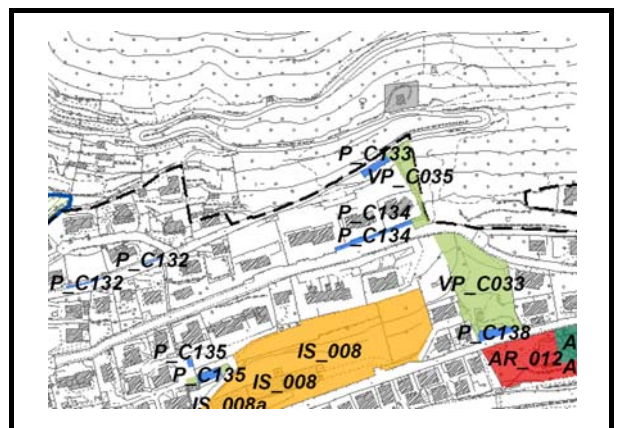 P_C133
VP_C035
P_C134
P_C134
P_C132
P_C132
VP_C033
P_C138
P_C135
IS_008
AR_012
A
P_C135
IS_008
A
IS_008a